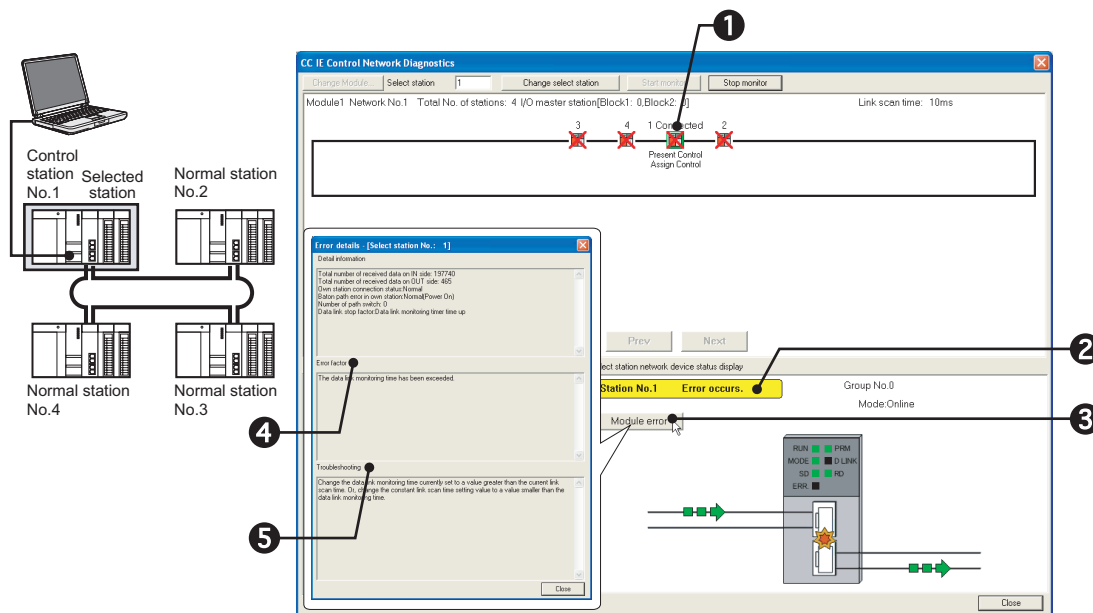 1
CC IE Control Network Diagnostics
Change Module... Select station 1 Change select station Start monitor Stop monitor
Module1 Network No.1 Total No. of stations: 4 I/O master station[Block1: 0,Block2: 0] Link scan time: 10ms
3 4 1 Connected 2
Present Control
Assign Control
Control
station
No.1
Selected
station
Normal station
No.2
Normal station
No.4
Normal station
No.3
Error details - [Select station No.: 1]
Detail information
Total number of received data on IN side: 197740
Total number of received data on OUT side: 465
Own station connection status:Normal
Baton path error in own station:Normal(Power On)
Number of path switch: 0
Data link stop factor:Data link monitoring timer time up
Error factor
The data link monitoring time has been exceeded.
4
Troubleshooting
Change the data link monitoring time currently set to a value greater than the current link
scan time. Or, change the constant link scan time setting value to a value smaller than the
data link monitoring time.
5
Close
Prev Next
station network device status display
2
Station No.1 Error occurs.
Group No.0
Mode:Online
Module error
3
RUN PRM
MODE D LINK
SD RD
ERR.
Close